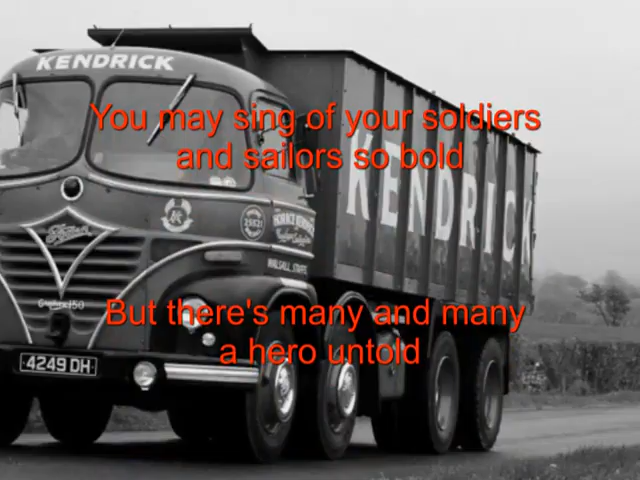 KENDRICK
You may sing of your soldiers
and sailors so bold
KENDRICK
Foden
WALSALL STAFFS.
But there's many and many
a hero untold
4249 DH